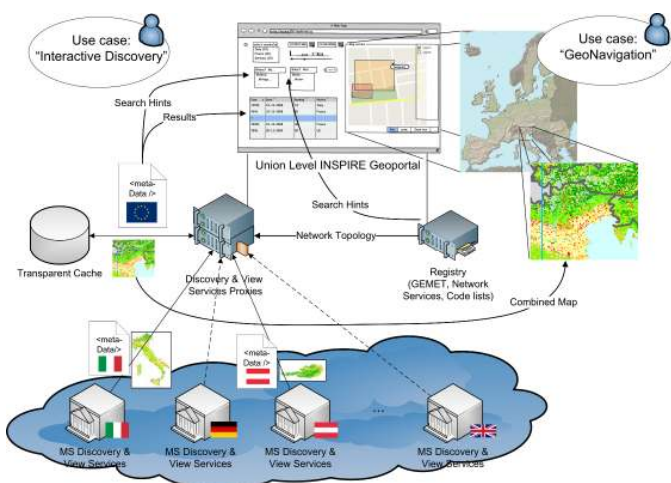 Use case:
"Interactive Discovery"
Use case:
"GeoNavigation"
Search Hints
Results
Union Level INSPIRE Geoportal
<meta-
Data />
Search Hints
Network Topology
Transparent Cache
Discovery & View
Services Proxies
Registry
(GEMET, Network
Services, Code lists)
Combined Map
<meta-
Data/>
<meta-
Data />
...
MS Discovery &
View Services
MS Discovery &
View Services
MS Discovery &
View Services
MS Discovery &
View Services